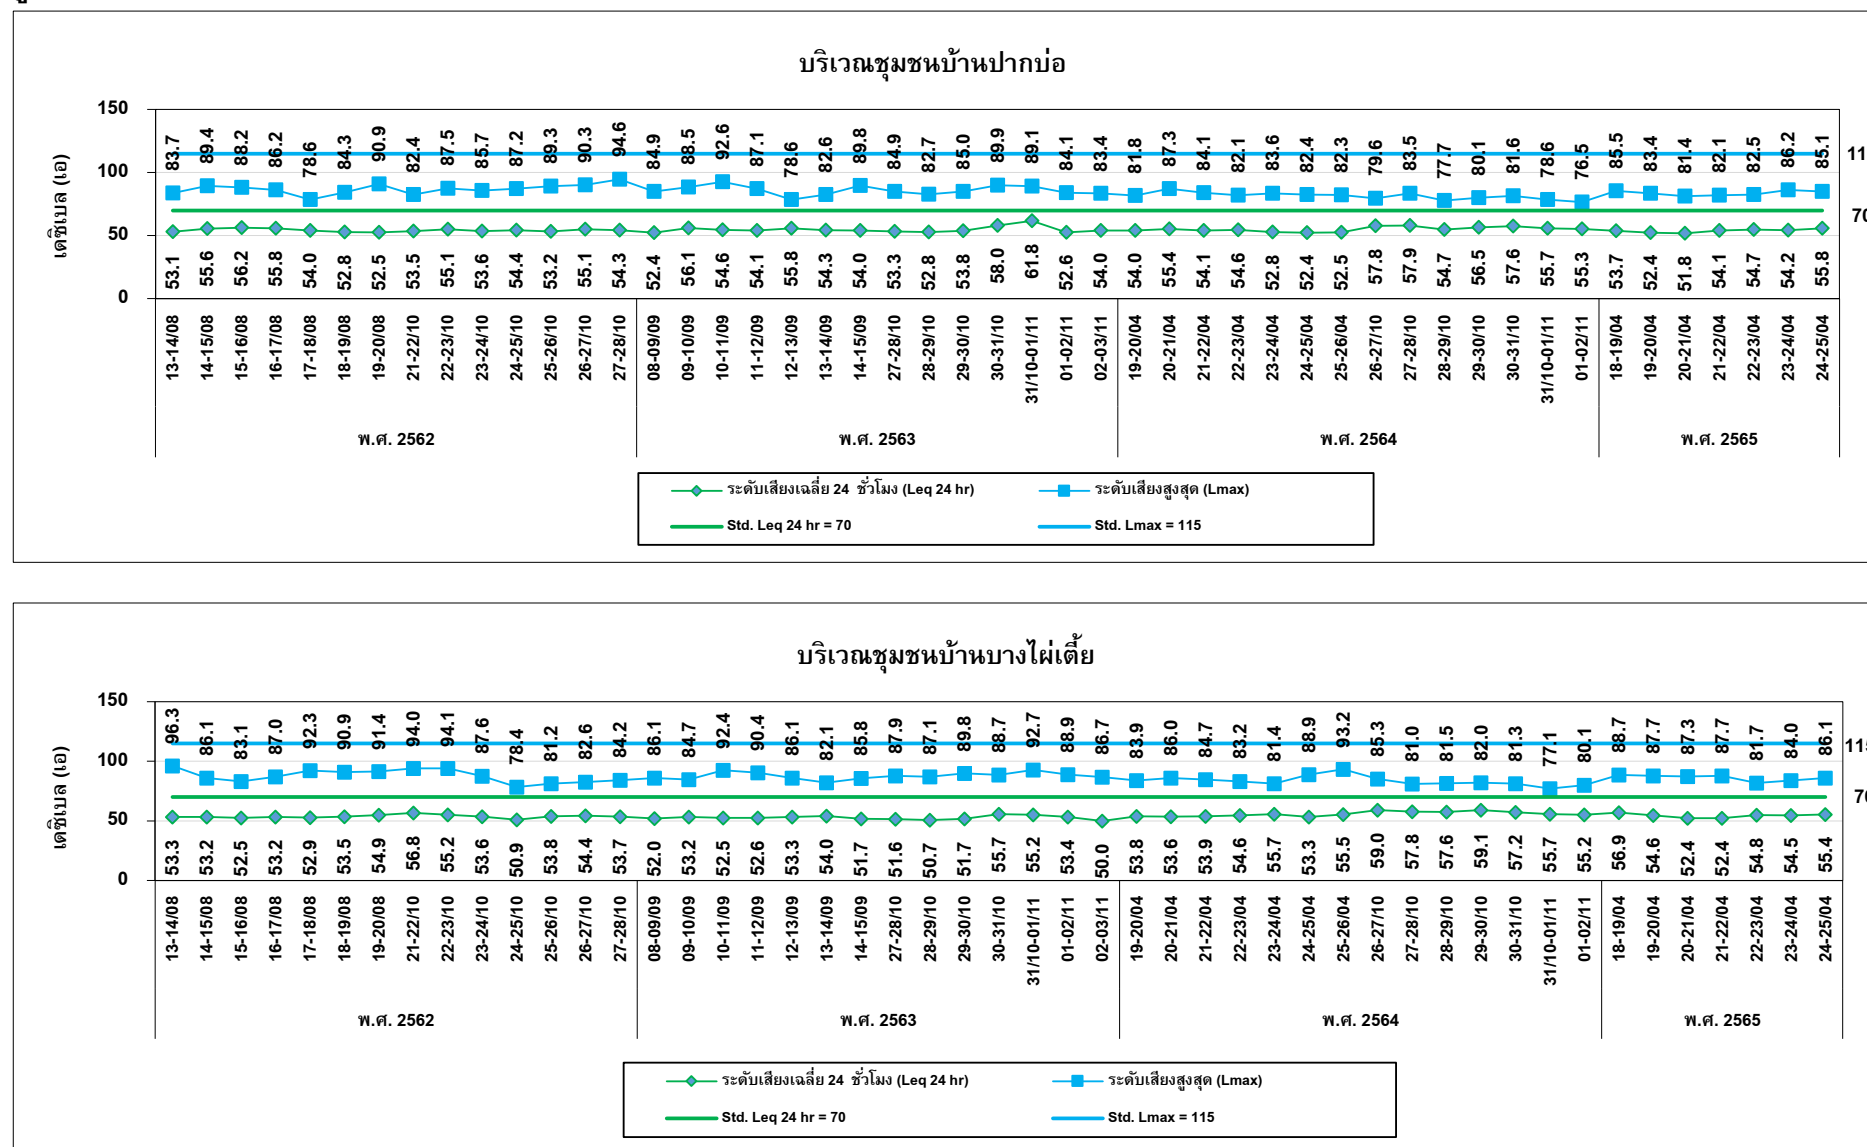 บริเวณชุมชนบ้านปากบ่อ
เดซิเบล (เอ)
150
100
50
0
83.7 89.4 88.2 86.2 78.6 84.3 90.9 82.4 87.5 85.7 87.2 89.3 90.3 94.6 84.9 88.5 92.6 87.1 78.6 82.6 89.8 84.9 82.7 85.0 89.9 89.1 84.1 83.4 81.8 87.3 84.1 82.1 83.6 82.4 82.3 79.6 83.5 77.7 80.1 81.6 78.6 76.5 85.5 83.4 81.4 82.1 82.5 86.2 85.1
11
70
53.1 55.6 56.2 55.8 54.0 52.8 52.5 53.5 55.1 53.6 54.4 53.2 55.1 54.3 52.4 56.1 54.6 54.1 55.8 54.3 54.0 53.3 52.8 53.8 58.0 61.8 52.6 54.0 54.0 55.4 54.1 54.6 52.8 52.4 52.5 57.8 57.9 54.7 56.5 57.6 55.7 55.3 53.7 52.4 51.8 54.1 54.7 54.2 55.8
13-14/08 14-15/08 15-16/08 16-17/08 17-18/08 18-19/08 19-20/08 21-22/10 22-23/10 23-24/10 24-25/10 25-26/10 26-27/10 27-28/10 08-09/09 09-10/09 10-11/09 11-12/09 12-13/09 13-14/09 14-15/09 27-28/10 28-29/10 29-30/10 30-31/10 31/10-01/11 01-02/11 02-03/11 19-20/04 20-21/04 21-22/04 22-23/04 23-24/04 24-25/04 25-26/04 26-27/10 27-28/10 28-29/10 29-30/10 30-31/10 31/10-01/11 01-02/11 18-19/04 19-20/04 20-21/04 21-22/04 22-23/04 23-24/04 24-25/04
พ.ศ. 2562 พ.ศ. 2563 พ.ศ. 2564 พ.ศ. 2565
ระดับเสียงเฉลี่ย 24 ชั่วโมง (Leq 24 hr) ระดับเสียงสูงสุด (Lmax)
Std. Leq 24 hr = 70 Std. Lmax = 115
บริเวณชุมชนบ้านบางไผ่เตี้ย
เดซิเบล (เอ)
150
100
50
0
96.3 86.1 83.1 87.0 92.3 90.9 91.4 94.0 94.1 87.6 78.4 81.2 82.6 84.2 86.1 84.7 92.4 90.4 86.1 82.1 85.8 87.9 87.1 89.8 88.7 92.7 88.9 86.7 83.9 86.0 84.7 83.2 81.4 88.9 93.2 85.3 81.0 81.5 82.0 81.3 77.1 80.1 88.7 87.7 87.3 87.7 81.7 84.0 86.1
115
70
53.3 53.2 52.5 53.2 52.9 53.5 54.9 56.8 55.2 53.6 50.9 53.8 54.4 53.7 52.0 53.2 52.5 52.6 53.3 54.0 51.7 51.6 50.7 51.7 55.7 55.2 53.4 50.0 53.8 53.6 53.9 54.6 55.7 53.3 55.5 59.0 57.8 57.6 59.1 57.2 55.7 55.2 56.9 54.6 52.4 52.4 54.8 54.5 55.4
13-14/08 14-15/08 15-16/08 16-17/08 17-18/08 18-19/08 19-20/08 21-22/10 22-23/10 23-24/10 24-25/10 25-26/10 26-27/10 27-28/10 08-09/09 09-10/09 10-11/09 11-12/09 12-13/09 13-14/09 14-15/09 27-28/10 28-29/10 29-30/10 30-31/10 31/10-01/11 01-02/11 02-03/11 19-20/04 20-21/04 21-22/04 22-23/04 23-24/04 24-25/04 25-26/04 26-27/10 27-28/10 28-29/10 29-30/10 30-31/10 31/10-01/11 01-02/11 18-19/04 19-20/04 20-21/04 21-22/04 22-23/04 23-24/04 24-25/04
พ.ศ. 2562 พ.ศ. 2563 พ.ศ. 2564 พ.ศ. 2565
ระดับเสียงเฉลี่ย 24 ชั่วโมง (Leq 24 hr) ระดับเสียงสูงสุด (Lmax)
Std. Leq 24 hr = 70 Std. Lmax = 115